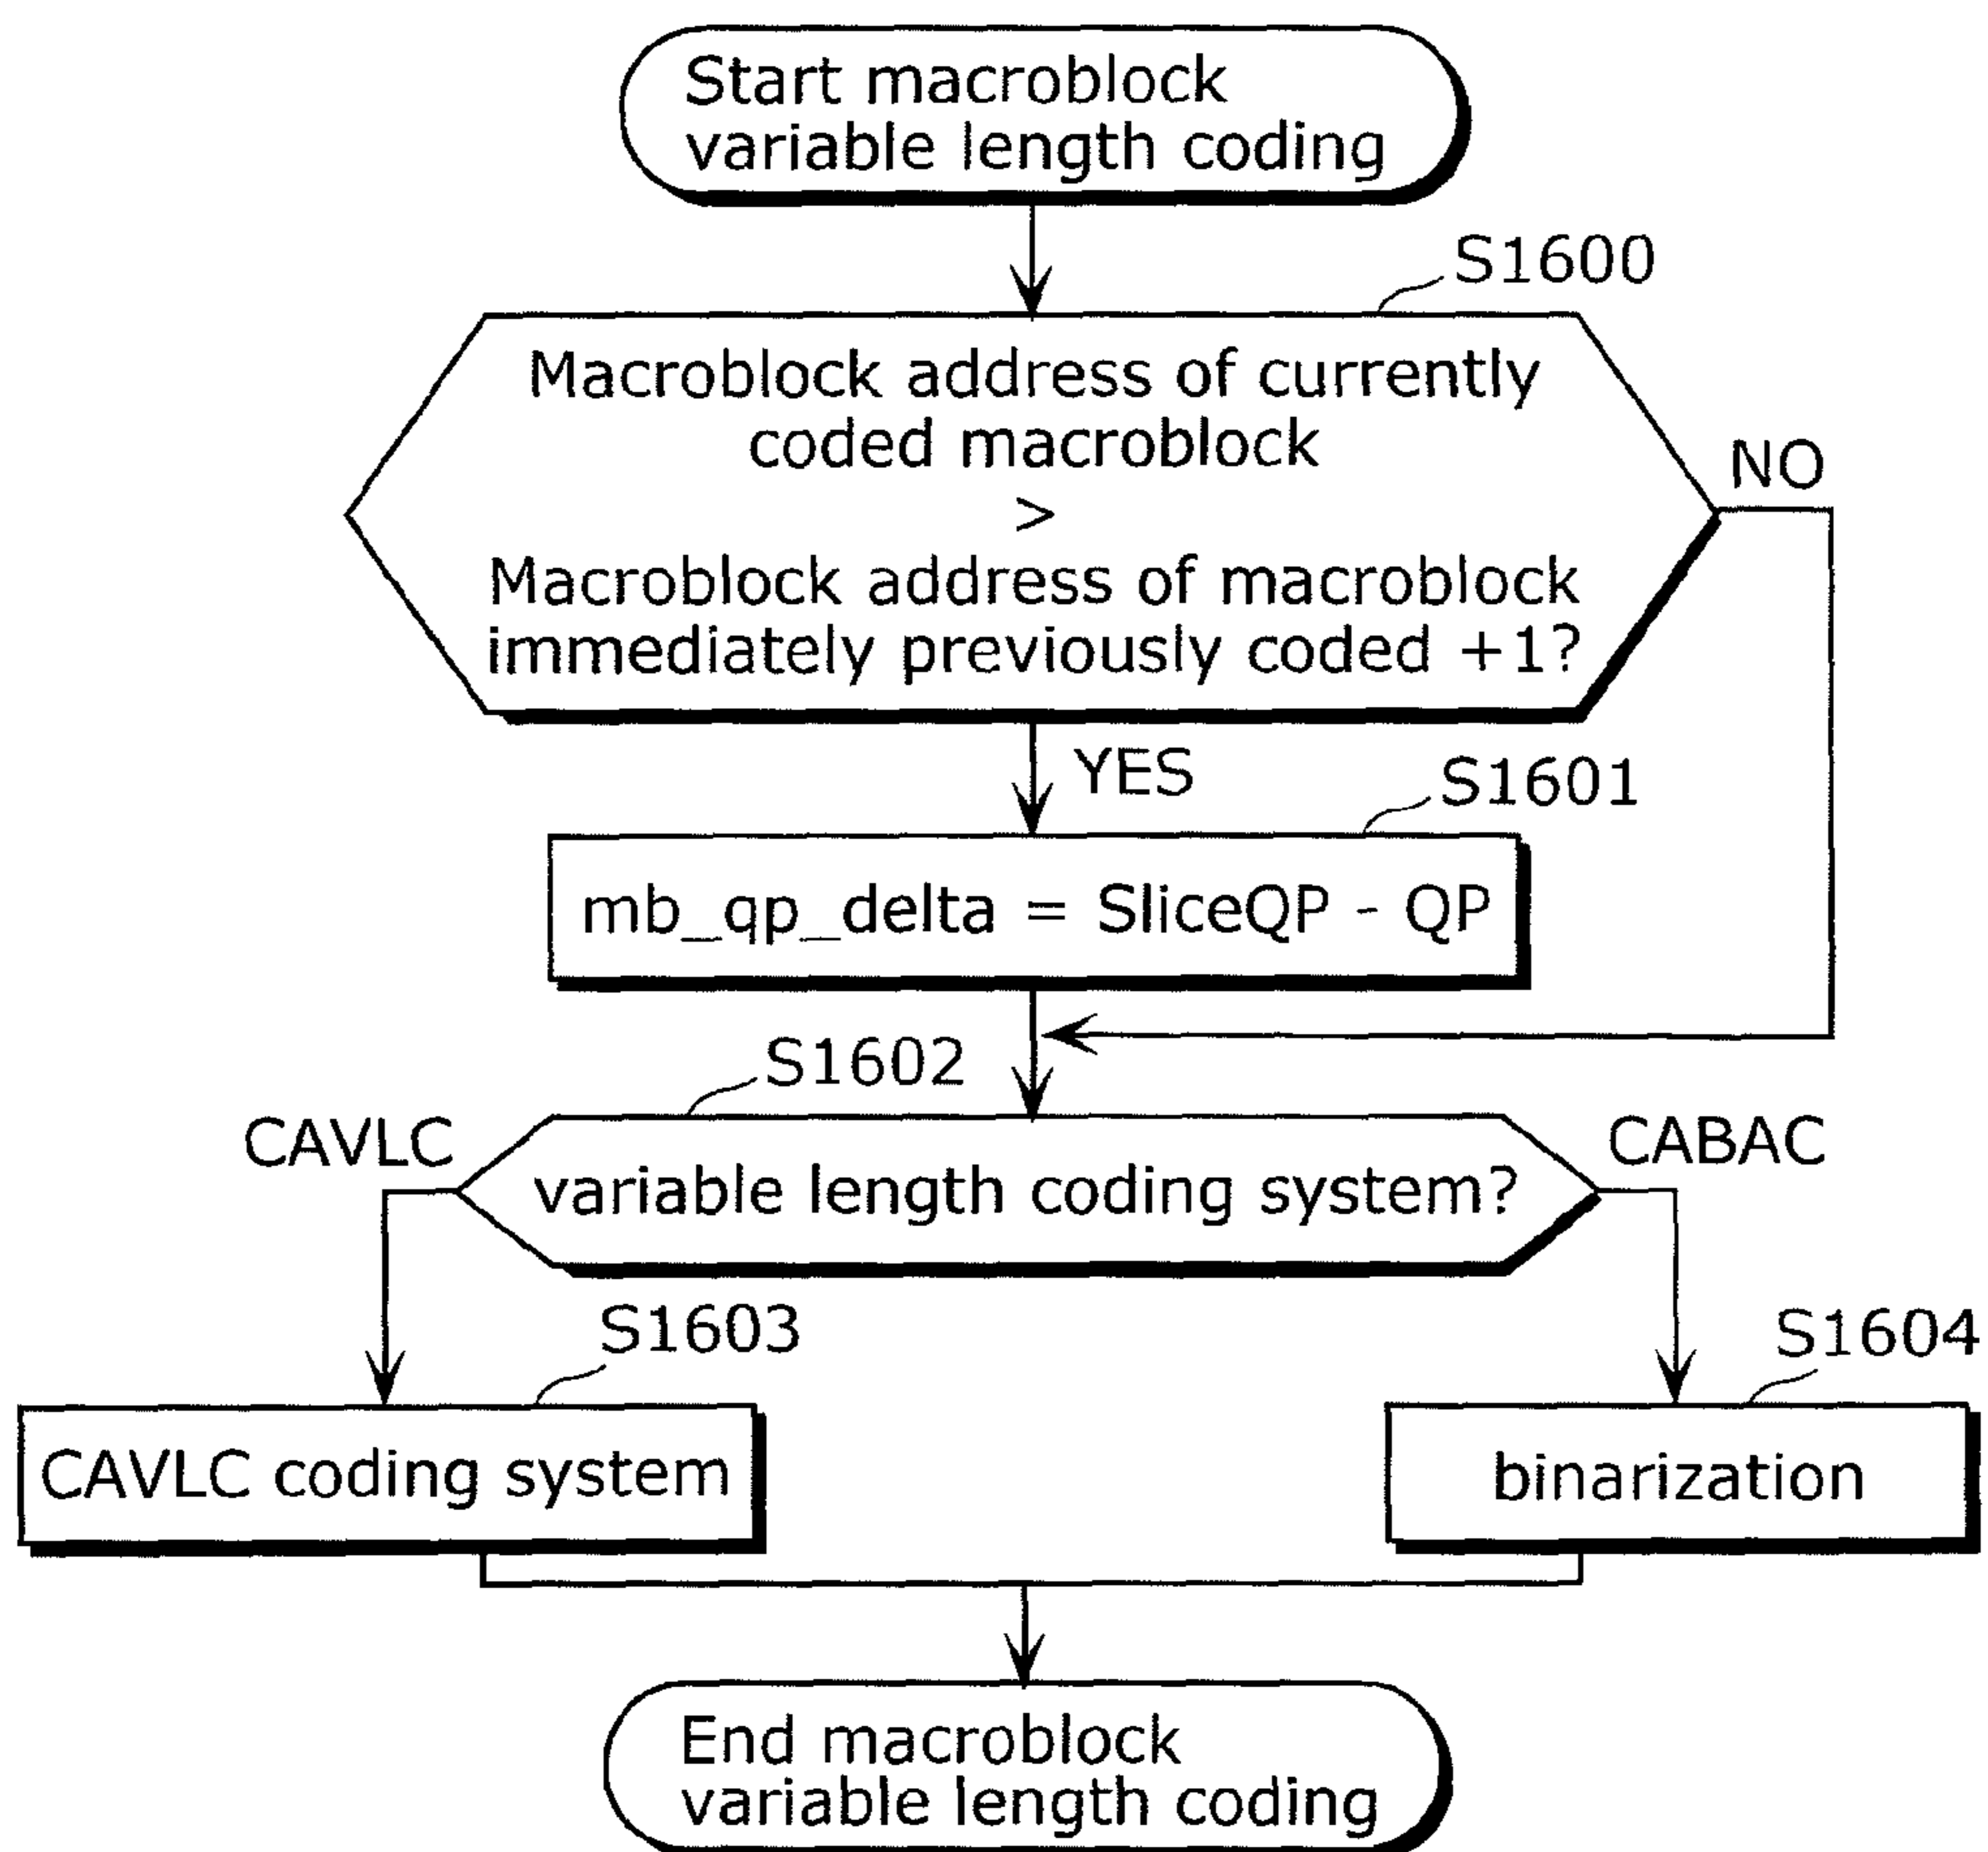 Start macroblock
variable length coding
S1600
Macroblock address of currently
coded macroblock
>
Macroblock address of macroblock
immediately previously coded +1?
NO
YES
S1601
mb_qp_delta = SliceQP - QP
S1602
CAVLC
variable length coding system?
CABAC
S1603
S1604
CAVLC coding system
binarization
End macroblock
variable length coding